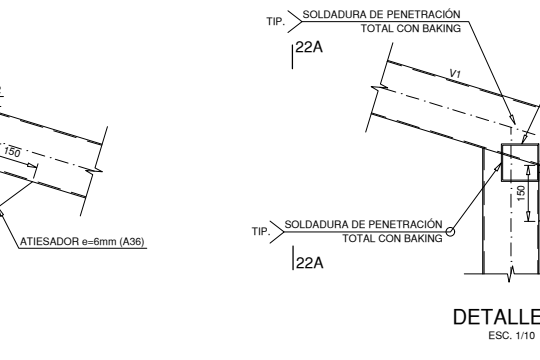 TIP.
SOLDADURA DE PENETRACIÓN
TOTAL CON BAKING
22A
V1
150
150
TIP.
SOLDADURA DE PENETRACIÓN
TOTAL CON BAKING
ATIESADOR e=6mm (A36)
22A
DETALLE
ESC. 1/10